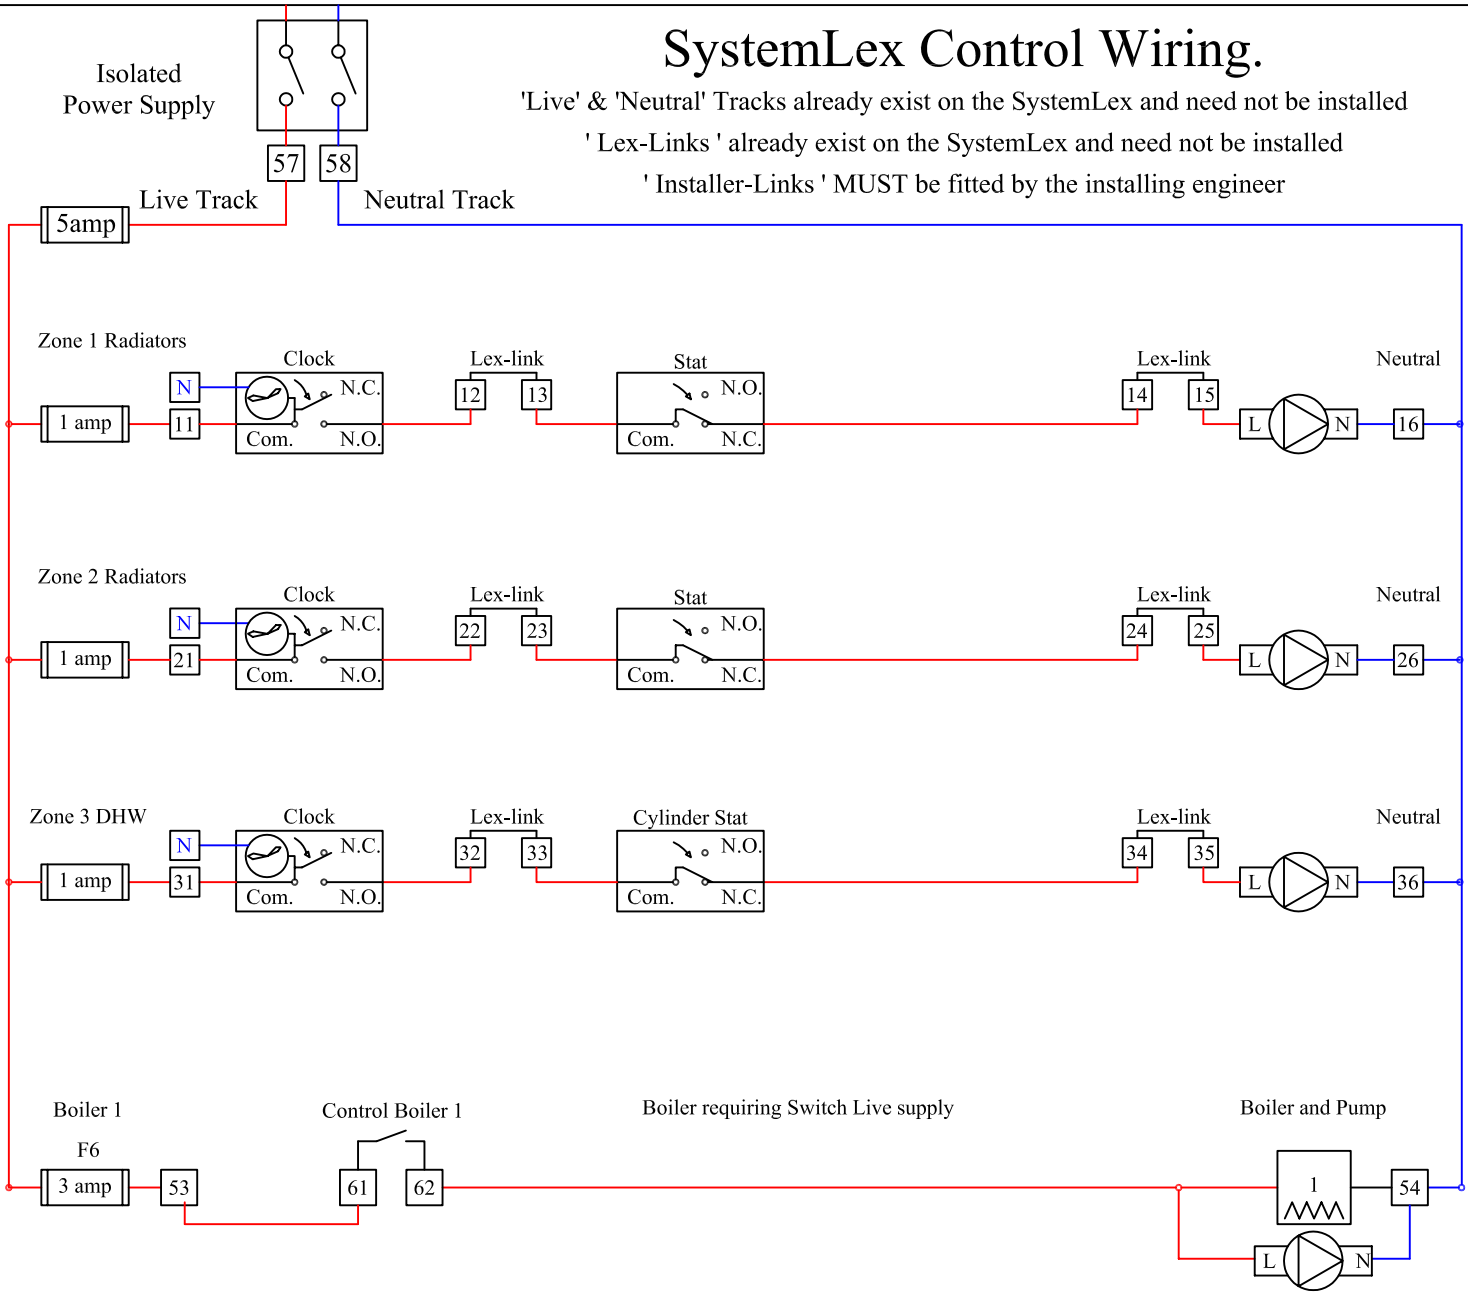 SystemLex Control Wiring.
Isolated
Power Supply
'Live' & 'Neutral' Tracks already exist on the SystemLex and need not be installed
' Lex-Links ' already exist on the SystemLex and need not be installed
' Installer-Links ' MUST be fitted by the installing engineer
57 58
Live Track Neutral Track
5amp
Zone 1 Radiators
Clock Lex-link Stat Lex-link Neutral
N N.C. 12 13 N.O. 14 15
1 amp 11 L N 16
Com. N.O. Com. N.C.
Zone 2 Radiators
Clock Lex-link Stat Lex-link Neutral
N N.C. 22 23 N.O. 24 25
1 amp 21 L N 26
Com. N.O. Com. N.C.
Zone 3 DHW Clock Lex-link Cylinder Stat Lex-link Neutral
N N.C. 32 33 N.O. 34 35
1 amp 31 L N 36
Com. N.O. Com. N.C.
Boiler 1 Control Boiler 1 Boiler requiring Switch Live supply Boiler and Pump
F6
3 amp 53 61 62 1 54
L N